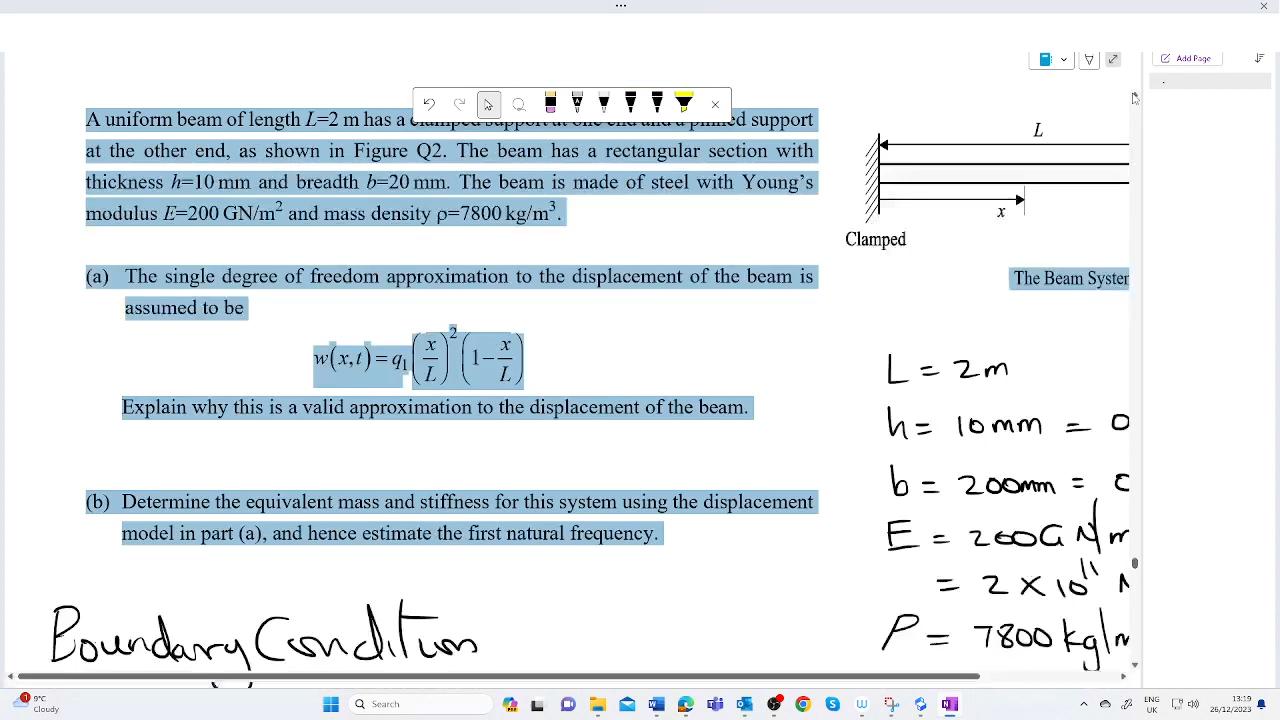 Add Page
A uniform beam of length L=2 m has a clamped support at one end and a pinned support
at the other end, as shown in Figure Q2. The beam has a rectangular section with
thickness h=10 mm and breadth b=20 mm. The beam is made of steel with Young's
modulus E=200 GN/m² and mass density ρ=7800 kg/m³.
(a) The single degree of freedom approximation to the displacement of the beam is
assumed to be
w(x,t) = q₁(x/L)²(1−x/L)
Explain why this is a valid approximation to the displacement of the beam.
(b) Determine the equivalent mass and stiffness for this system using the displacement
model in part (a), and hence estimate the first natural frequency.
Boundary Condition
L
x
Clamped
The Beam System
L = 2m
h = 10mm = 0
b = 200mm = 0
E = 200G N/m
= 2 × 10¹¹ N
ρ = 7800 kg/m
1
9°C
Cloudy
Search
ENG
UK
13:19
26/12/2023